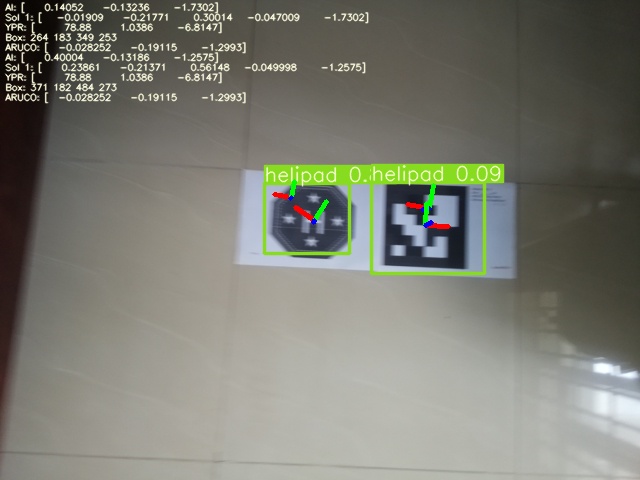 AI: [ 0.14052 -0.13236 -1.7302]
Sol 1: [ -0.01909 -0.21771 0.30014 -0.047009 -1.7302]
YPR: [ 78.88 1.0386 -6.8147]
Box: 264 183 349 253
ARUCO: [ -0.028252 -0.19115 -1.2993]
AI: [ 0.40004 -0.13186 -1.2575]
Sol 1: [ 0.23861 -0.21371 0.56148 -0.049998 -1.2575]
YPR: [ 78.88 1.0386 -6.8147]
Box: 371 182 484 273
ARUCO: [ -0.028252 -0.19115 -1.2993]
helipad 0. helipad 0.09
H